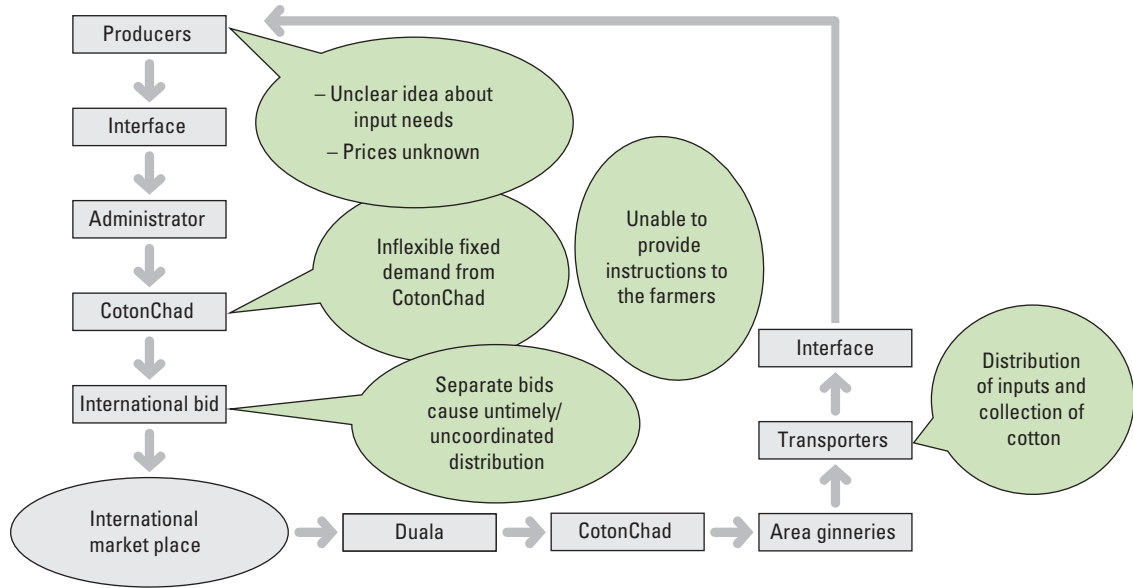 Producers
– Unclear idea about
input needs
– Prices unknown
Interface
Administrator
Inflexible fixed
demand from
CotonChad
Unable to
provide
instructions to
the farmers
CotonChad
International bid
Separate bids
cause untimely/
uncoordinated
distribution
Interface
Distribution
of inputs and
collection of
cotton
Transporters
International
market place
Duala
CotonChad
Area ginneries